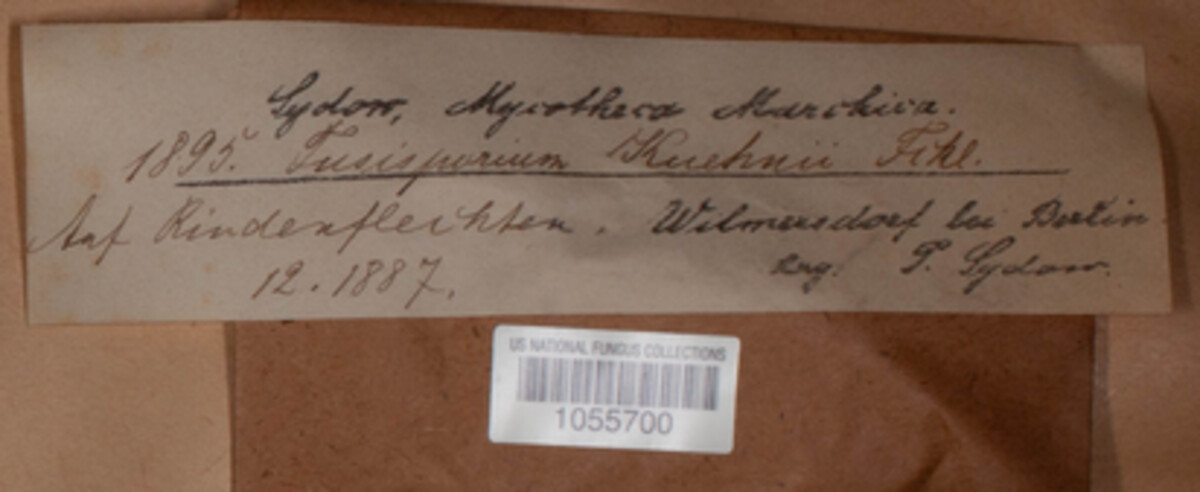 Sydow, Mycotheca Marchica.
1895. Fusisporium Kuehnii Fckl.
Auf Rindenflechten. Wilmersdorf bei Berlin
12.1887. leg. P. Sydow.
US NATIONAL FUNGUS COLLECTIONS
1055700